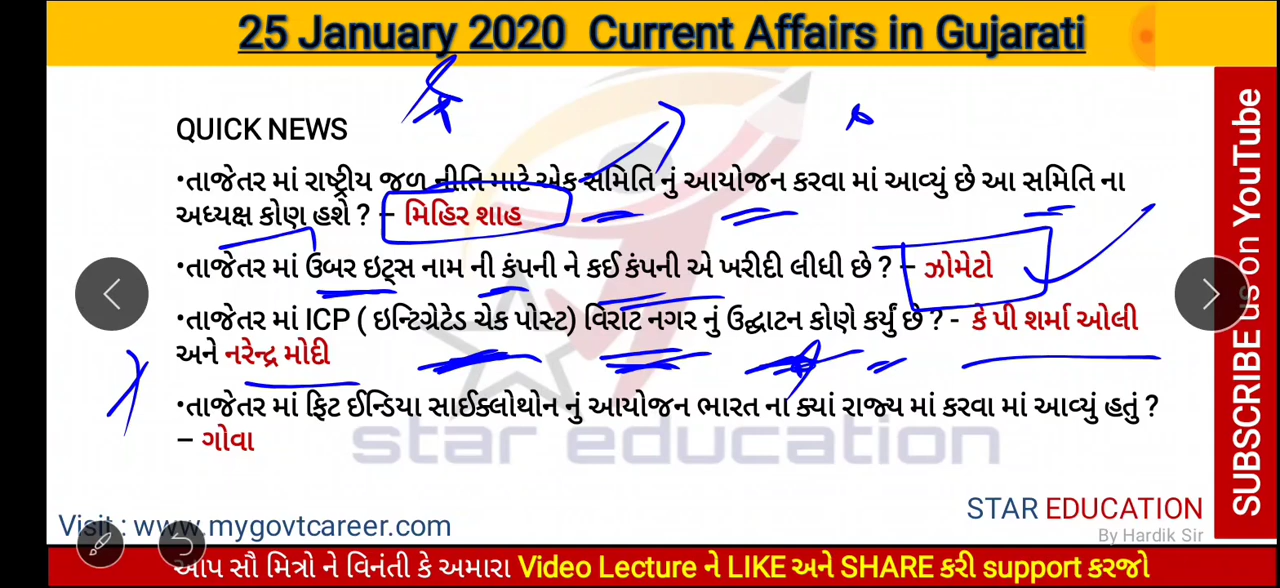 25 January 2020 Current Affairs in Gujarati
QUICK NEWS
•તાજેતર માં રાષ્ટ્રીય જળ નીતિ માટે એક સમિતિ નું આયોજન કરવા માં આવ્યું છે આ સમિતિ ના
અધ્યક્ષ કોણ હશે ? – મિહિર શાહ
•તાજેતર માં ઉબર ઇટ્સ નામ ની કંપની ને કઈ કંપની એ ખરીદી લીધી છે ? – ઝોમેટો
•તાજેતર માં ICP ( ઇન્ટિગ્રેટેડ ચેક પોસ્ટ) વિરાટ નગર નું ઉદ્ઘાટન કોણે કર્યું છે ? - કે પી શર્મા ઓલી
અને નરેન્દ્ર મોદી
•તાજેતર માં ફિટ ઈન્ડિયા સાઈક્લોથોન નું આયોજન ભારત ના ક્યાં રાજ્ય માં કરવા માં આવ્યું હતું ?
– ગોવા
star education
STAR EDUCATION
By Hardik Sir
Visit : www.mygovtcareer.com
આપ સૌ મિત્રો ને વિનંતી કે અમારા Video Lecture ને LIKE અને SHARE કરી support કરજો
SUBSCRIBE us on YouTube